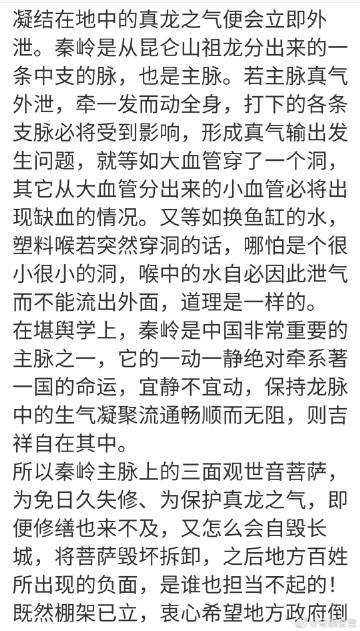 凝结在地中的真龙之气便会立即外
泄。秦岭是从昆仑山祖龙分出来的一
条中支的脉，也是主脉。若主脉真气
外泄，牵一发而动全身，打下的各条
支脉必将受到影响，形成真气输出发
生问题，就等如大血管穿了一个洞，
其它从大血管分出来的小血管必将出
现缺血的情况。又等如换鱼缸的水，
塑料喉若突然穿洞的话，哪怕是个很
小很小的洞，喉中的水自必因此泄气
而不能流出外面，道理是一样的。
在堪舆学上，秦岭是中国非常重要的
主脉之一，它的一动一静绝对牵系著
一国的命运，宜静不宜动，保持龙脉
中的生气凝聚流通畅顺而无阻，则吉
祥自在其中。
所以秦岭主脉上的三面观世音菩萨，
为免日久失修、为保护真龙之气，即
便修缮也来不及，又怎么会自毁长
城，将菩萨毁坏拆卸，之后地方百姓
所出现的负面，是谁也担当不起的！
既然棚架已立，衷心希望地方政府倒